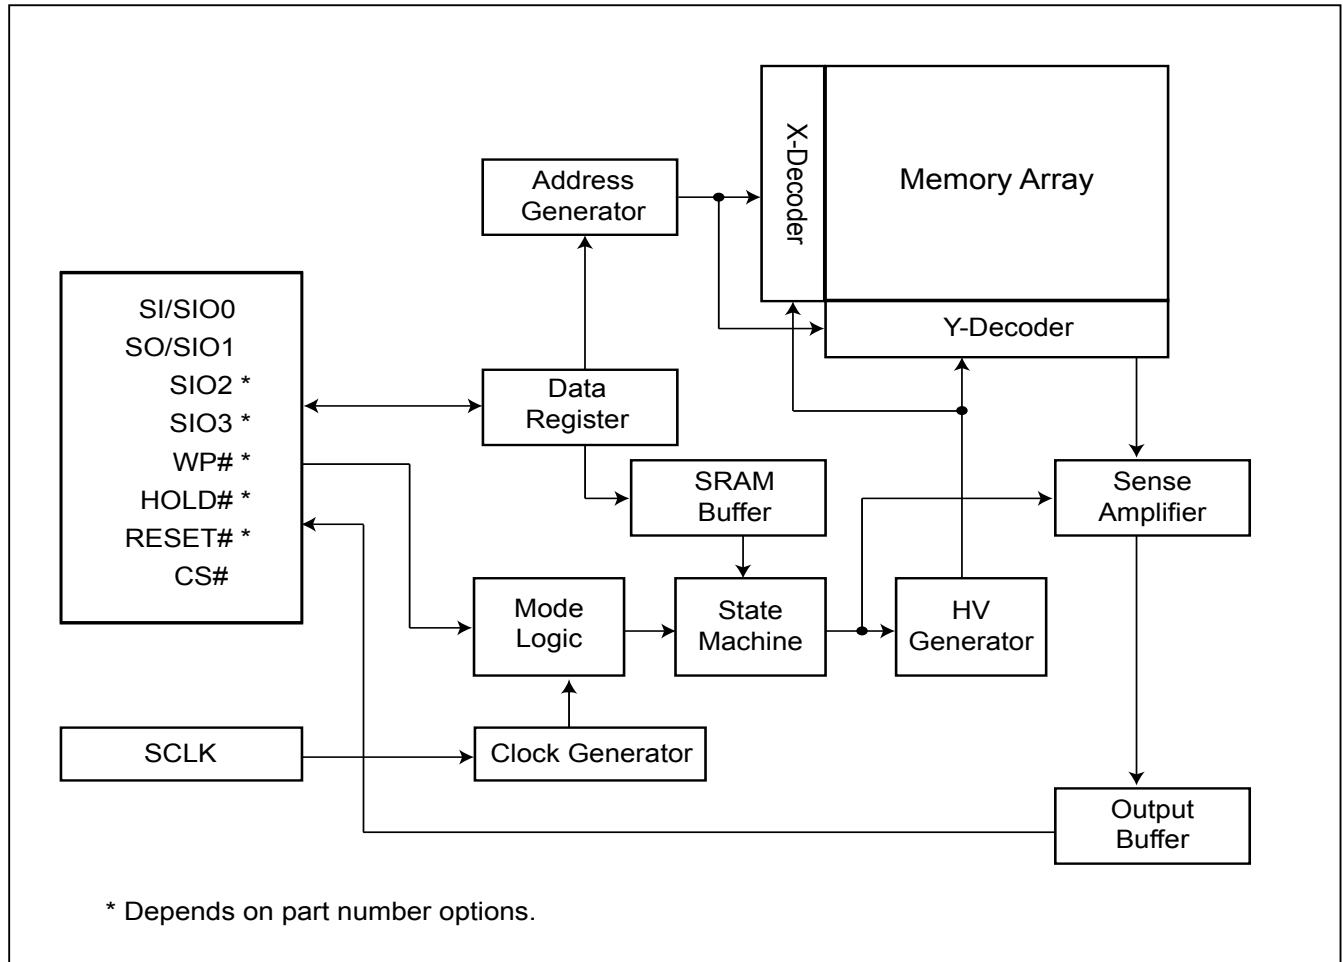 X-Decoder
Memory Array
Address
Generator
Y-Decoder
SI/SIO0
SO/SIO1
SIO2 *
SIO3 *
WP# *
HOLD# *
RESET# *
CS#
Data
Register
SRAM
Buffer
Sense
Amplifier
Mode
Logic
State
Machine
HV
Generator
SCLK
Clock Generator
Output
Buffer
* Depends on part number options.